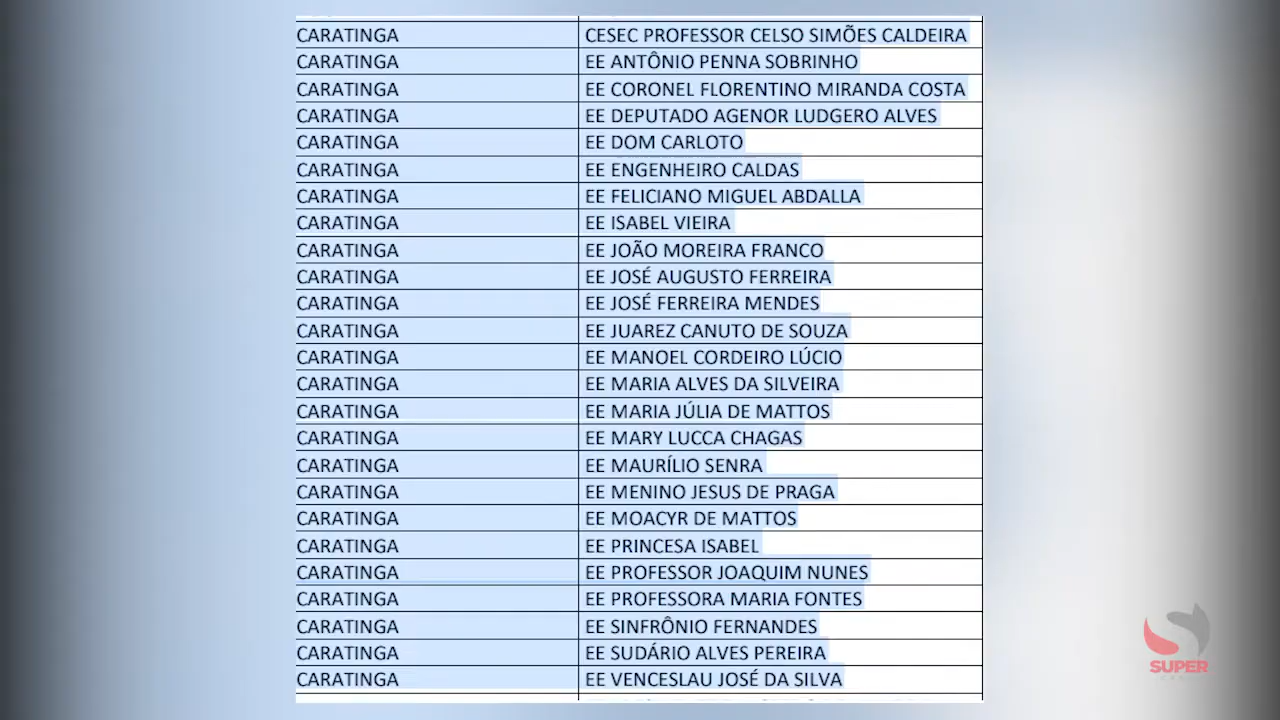 CARATINGA CESEC PROFESSOR CELSO SIMÕES CALDEIRA
CARATINGA EE ANTÔNIO PENNA SOBRINHO
CARATINGA EE CORONEL FLORENTINO MIRANDA COSTA
CARATINGA EE DEPUTADO AGENOR LUDGERO ALVES
CARATINGA EE DOM CARLOTO
CARATINGA EE ENGENHEIRO CALDAS
CARATINGA EE FELICIANO MIGUEL ABDALLA
CARATINGA EE ISABEL VIEIRA
CARATINGA EE JOÃO MOREIRA FRANCO
CARATINGA EE JOSÉ AUGUSTO FERREIRA
CARATINGA EE JOSÉ FERREIRA MENDES
CARATINGA EE JUAREZ CANUTO DE SOUZA
CARATINGA EE MANOEL CORDEIRO LÚCIO
CARATINGA EE MARIA ALVES DA SILVEIRA
CARATINGA EE MARIA JÚLIA DE MATTOS
CARATINGA EE MARY LUCCA CHAGAS
CARATINGA EE MAURÍLIO SENRA
CARATINGA EE MENINO JESUS DE PRAGA
CARATINGA EE MOACYR DE MATTOS
CARATINGA EE PRINCESA ISABEL
CARATINGA EE PROFESSOR JOAQUIM NUNES
CARATINGA EE PROFESSORA MARIA FONTES
CARATINGA EE SINFRÔNIO FERNANDES
CARATINGA EE SUDÁRIO ALVES PEREIRA
CARATINGA EE VENCESLAU JOSÉ DA SILVA
SUPER